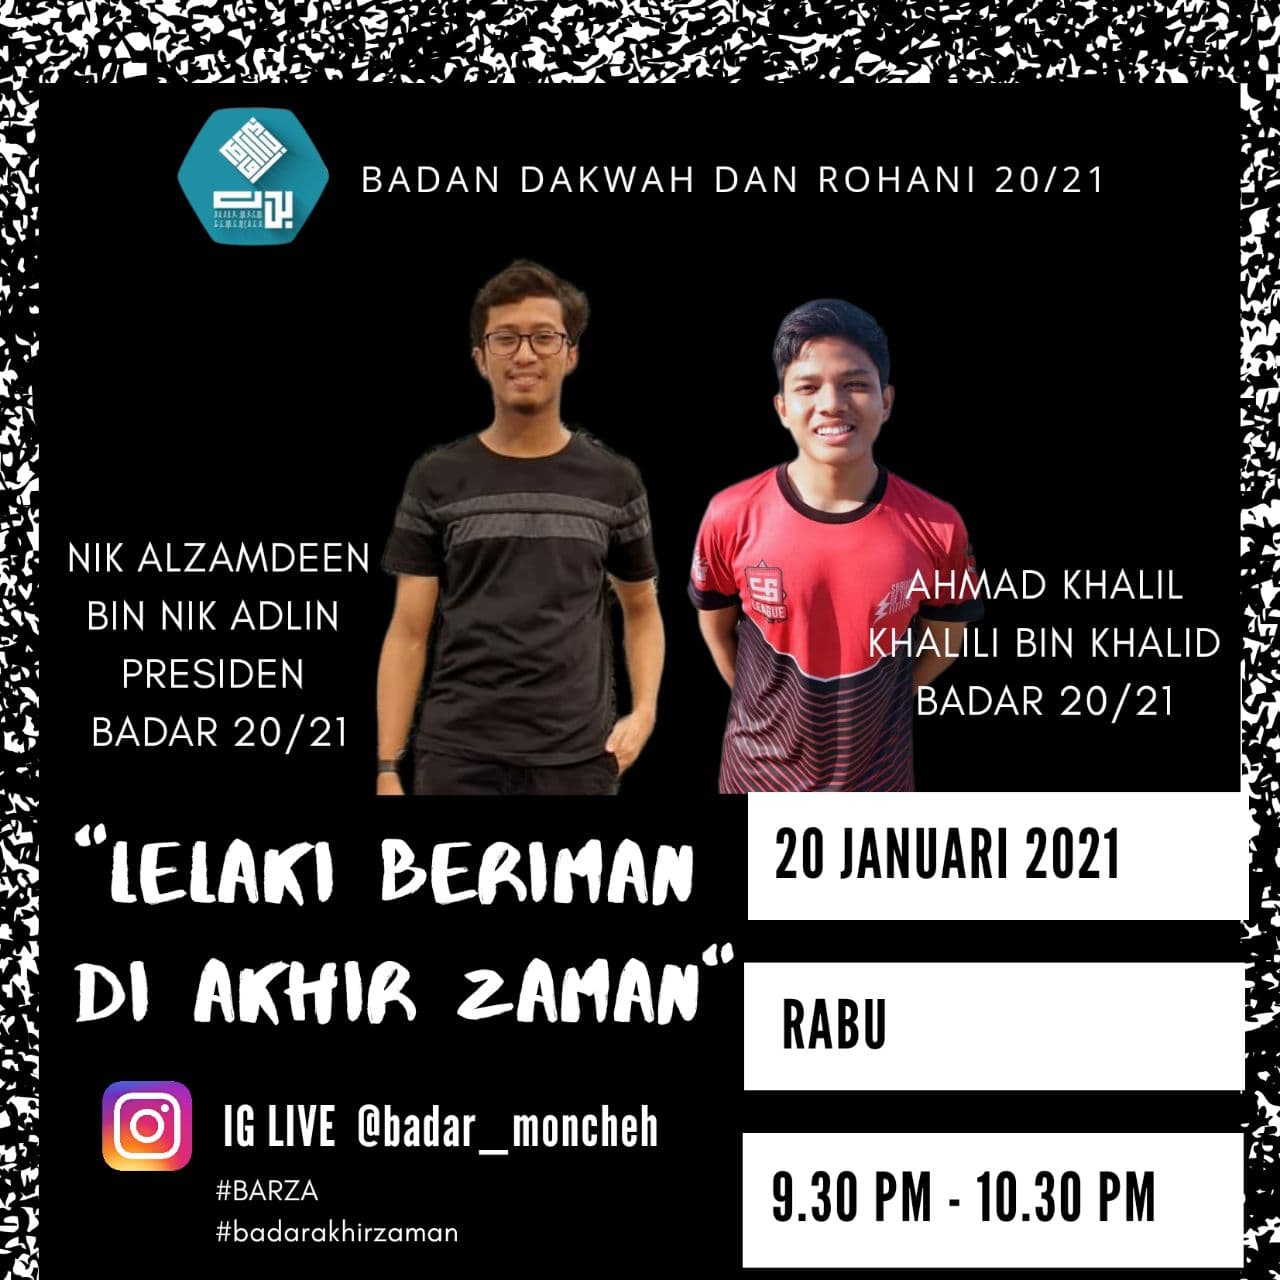 BADAN DAKWAH DAN ROHANI 20/21
NIK ALZAMDEEN
BIN NIK ADLIN
PRESIDEN
BADAR 20/21
LEAGUE
AHMAD KHALIL
KHALILI BIN KHALID
BADAR 20/21
“LELAKI BERIMAN
DI AKHIR ZAMAN“
20 JANUARI 2021
RABU
9.30 PM - 10.30 PM
IG LIVE @badar_moncheh
#BARZA
#badarakhirzaman